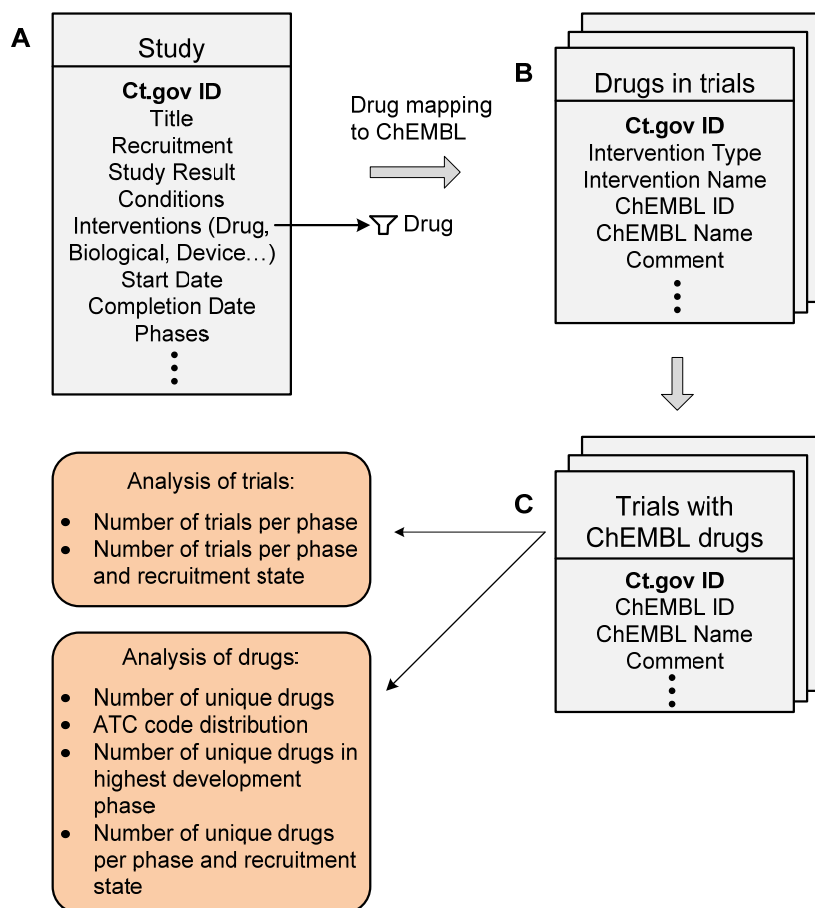 A
Study
Ct.gov ID
Title
Recruitment
Study Result
Conditions
Interventions (Drug,
Biological, Device…)
Start Date
Completion Date
Phases
Drug mapping
to ChEMBL
Drug
B
Drugs in trials
Ct.gov ID
Intervention Type
Intervention Name
ChEMBL ID
ChEMBL Name
Comment
C
Trials with
ChEMBL drugs
Ct.gov ID
ChEMBL ID
ChEMBL Name
Comment
Analysis of trials:
• Number of trials per phase
• Number of trials per phase
and recruitment state
Analysis of drugs:
• Number of unique drugs
• ATC code distribution
• Number of unique drugs in
highest development
phase
• Number of unique drugs
per phase and recruitment
state